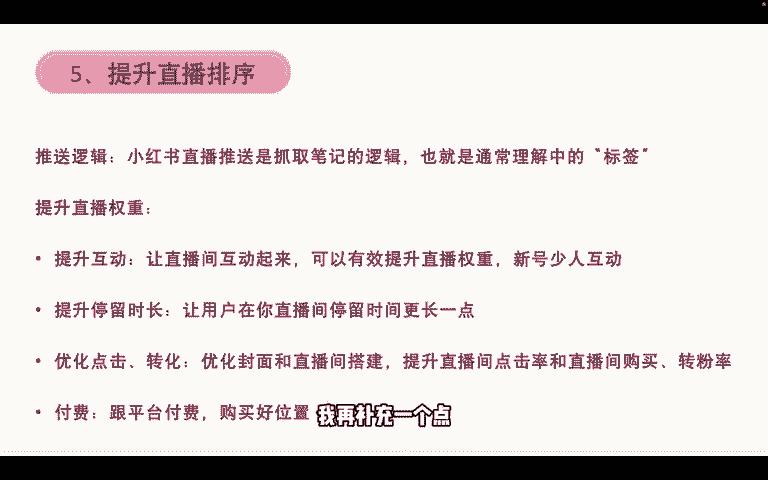 5、提升直播排序
推送逻辑：小红书直播推送是抓取笔记的逻辑，也就是通常理解中的“标签”
提升直播权重：
• 提升互动：让直播间互动起来，可以有效提升直播权重，新号少人互动
• 提升停留时长：让用户在你直播间停留时间更长一点
• 优化点击、转化：优化封面和直播间搭建，提升直播间点击率和直播间购买、转粉率
• 付费：跟平台付费，购买好位置
我再补充一个点